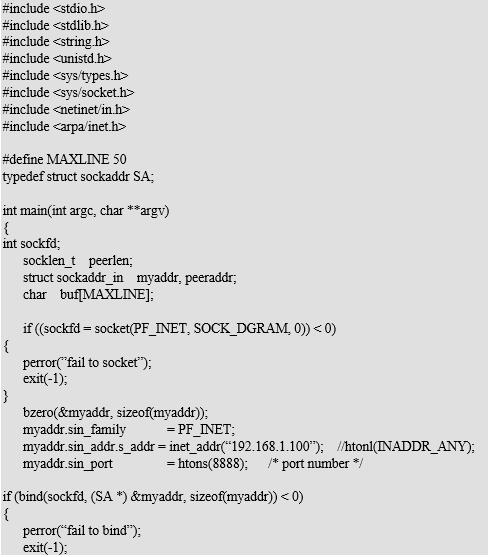 #include <stdio.h>
#include <stdlib.h>
#include <string.h>
#include <unistd.h>
#include <sys/types.h>
#include <sys/socket.h>
#include <netinet/in.h>
#include <arpa/inet.h>

#define MAXLINE 50
typedef struct sockaddr SA;

int main(int argc, char **argv)
{
int sockfd;
socklen_t peerlen;
struct sockaddr_in myaddr, peeraddr;
char buf[MAXLINE];

if ((sockfd = socket(PF_INET, SOCK_DGRAM, 0)) < 0)
{
perror(”fail to socket”);
exit(-1);
}
bzero(&myaddr, sizeof(myaddr));
myaddr.sin_family = PF_INET;
myaddr.sin_addr.s_addr = inet_addr(“192.168.1.100”); //htonl(INADDR_ANY);
myaddr.sin_port = htons(8888); /* port number */

if (bind(sockfd, (SA *) &myaddr, sizeof(myaddr)) < 0)
{
perror(“fail to bind”);
exit(-1);